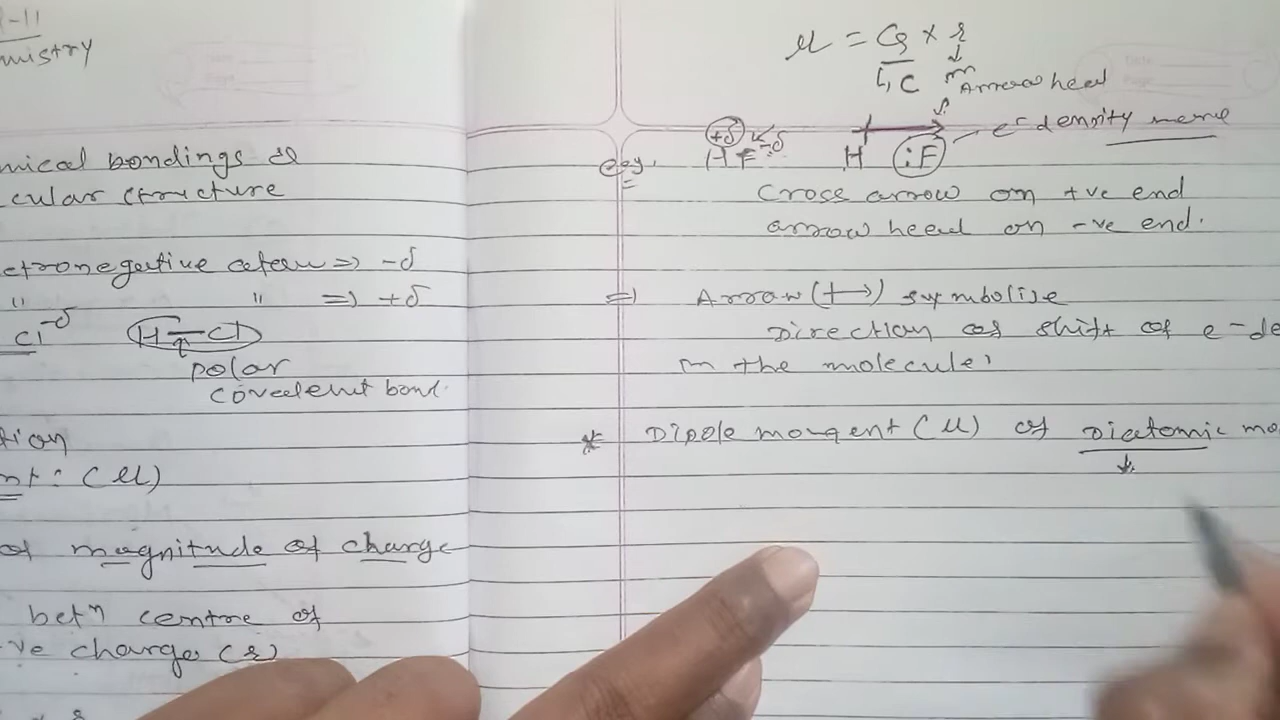 -11
mistry
mical bondings &
cular structure
ctronegative atom => -δ
" " => +δ
Cl-δ H-Cl
polar
covalent bond.
tion
nt : (μ)
of magnitude of charge
betn centre of
-ve charge (r)
μ = Q × r
C m Arrow head
+δ -δ
H F H :F e- density more
eg.
cross arrow on +ve end
arrow head on -ve end.
=> Arrow (+→) symbolise
Direction of shift of e-de
in the molecule.
* Dipole moment (μ) of Diatomic mo